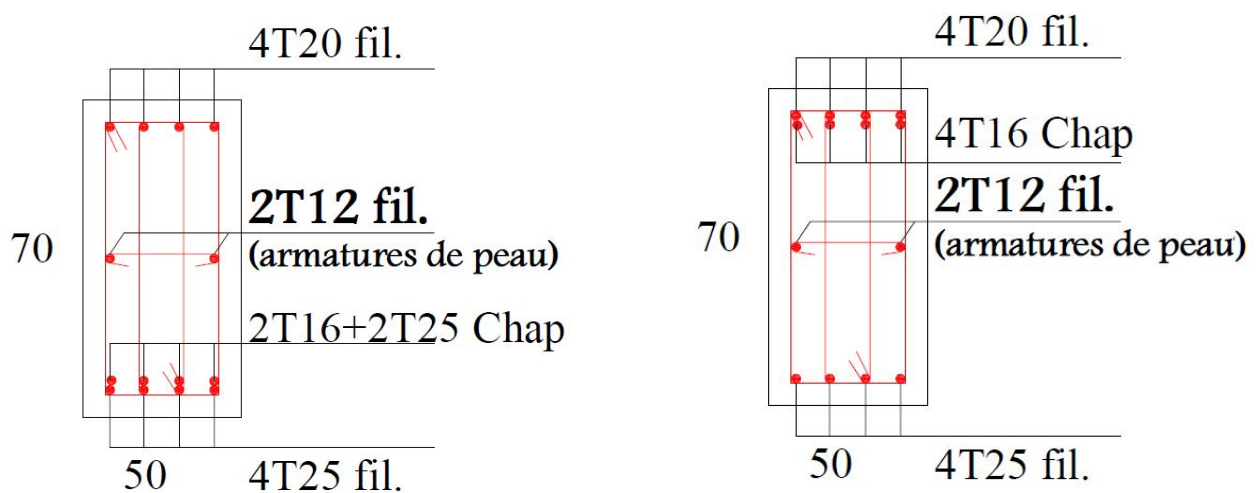 4T20 fil.
2T12 fil.
(armatures de peau)
70
2T16+2T25 Chap
50
4T25 fil.
4T20 fil.
4T16 Chap
2T12 fil.
(armatures de peau)
70
50
4T25 fil.